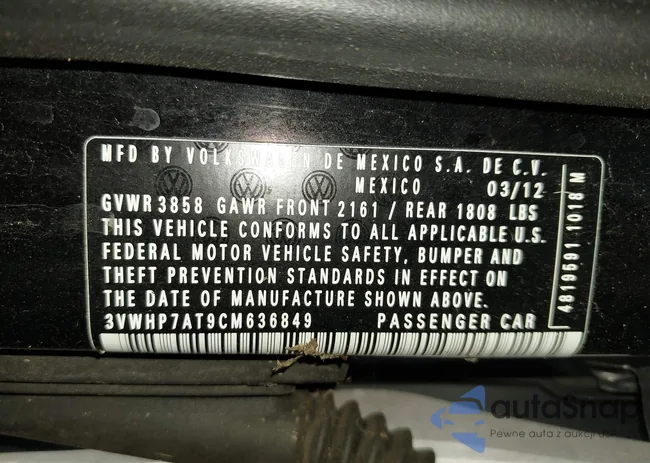 MFD BY VOLKSWAGEN DE MEXICO S.A. DE C.V.
MEXICO 03/12
GVWR 3858 GAWR FRONT 2161 / REAR 1808 LBS
THIS VEHICLE CONFORMS TO ALL APPLICABLE U.S.
FEDERAL MOTOR VEHICLE SAFETY, BUMPER AND
THEFT PREVENTION STANDARDS IN EFFECT ON
THE DATE OF MANUFACTURE SHOWN ABOVE.
3VWHP7AT9CM636849 PASSENGER CAR
4819691 1018 M
autoSnap
Pewne auta z aukcji